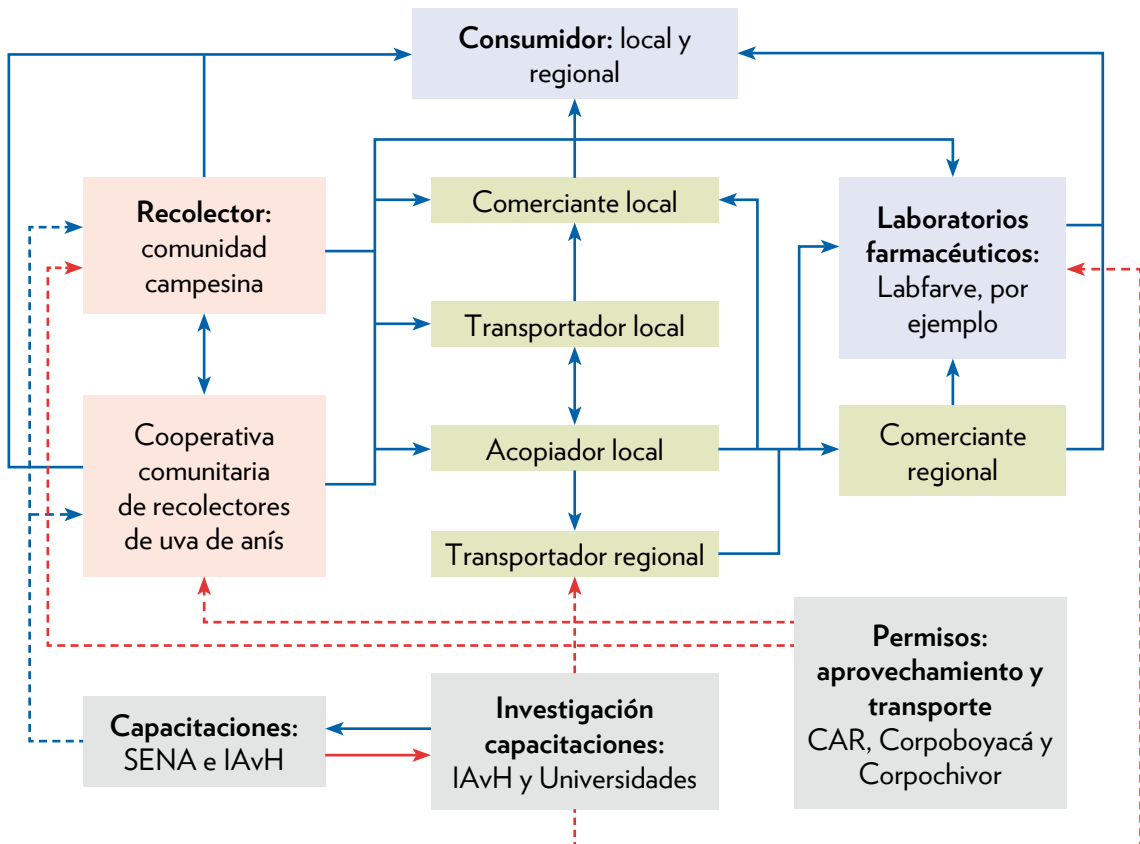 Consumidor: local y
regional
Recolector:
comunidad
campesina
Comerciante local
Laboratorios
farmacéuticos:
Labfarve, por
ejemplo
Transportador local
Cooperativa
comunitaria
de recolectores
de uva de anís
Acopiador local
Comerciante
regional
Transportador regional
Permisos:
aprovechamiento y
transporte
CAR, Corpoboyacá y
Corpochivor
Capacitaciones:
SENA e IAvH
Investigación
capacitaciones:
IAvH y Universidades